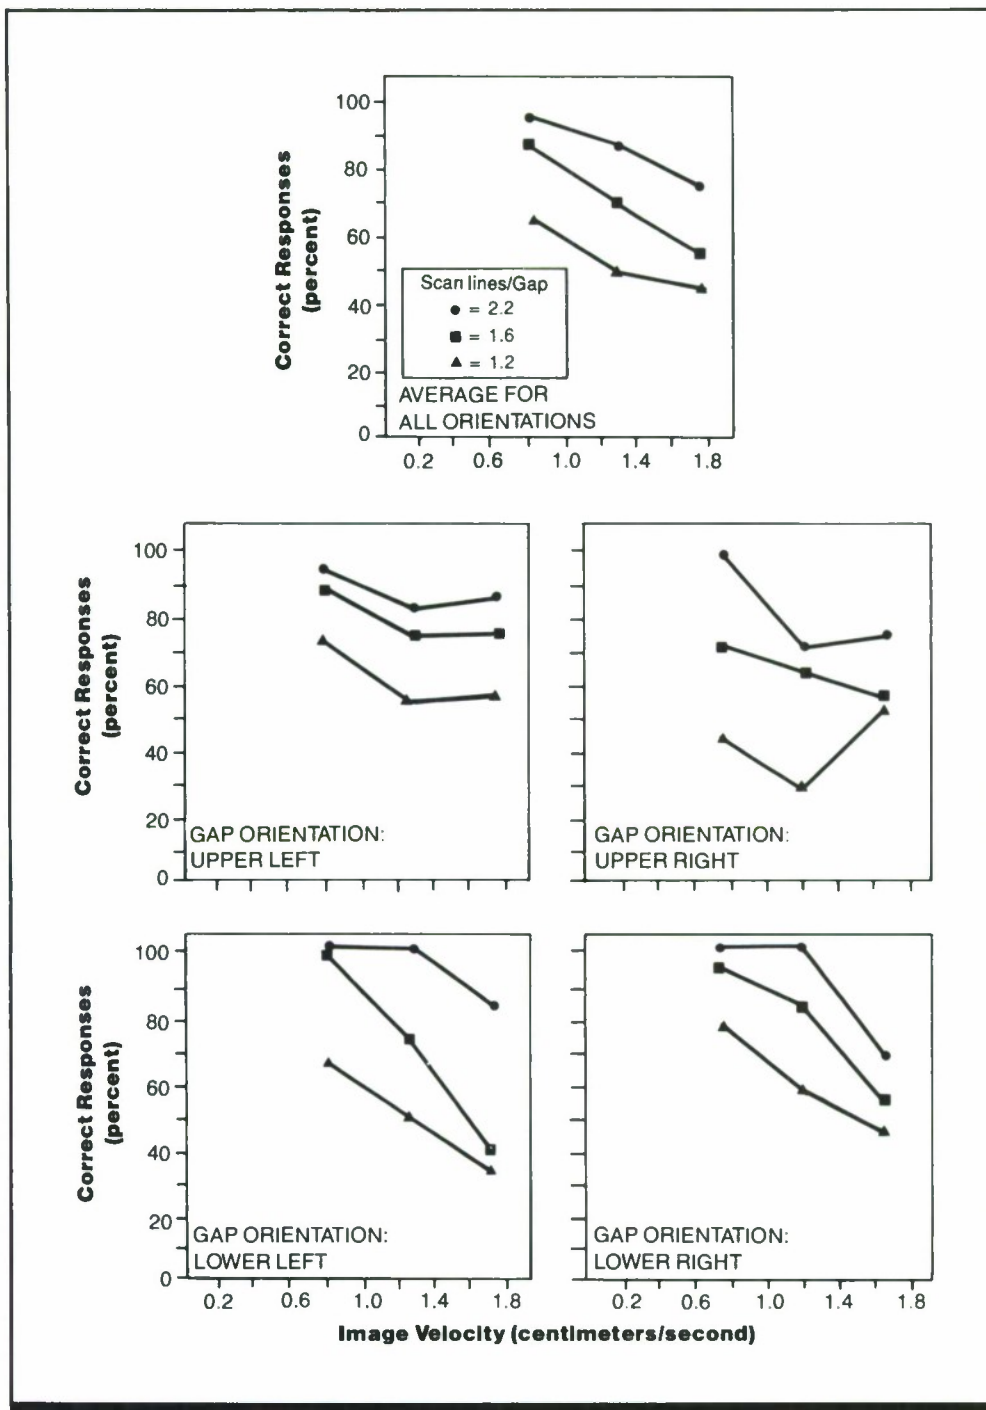 Correct Responses
(percent)
100
80
60
40
20
0
Scan lines/Gap
● = 2.2
■ = 1.6
▲ = 1.2
AVERAGE FOR
ALL ORIENTATIONS
0.2 0.6 1.0 1.4 1.8
Correct Responses
(percent)
100
80
60
40
20
0
GAP ORIENTATION:
UPPER LEFT
GAP ORIENTATION:
UPPER RIGHT
Correct Responses
(percent)
100
80
60
40
20
0
GAP ORIENTATION:
LOWER LEFT
0.2 0.6 1.0 1.4 1.8
GAP ORIENTATION:
LOWER RIGHT
0.2 0.6 1.0 1.4 1.8
Image Velocity (centimeters/second)